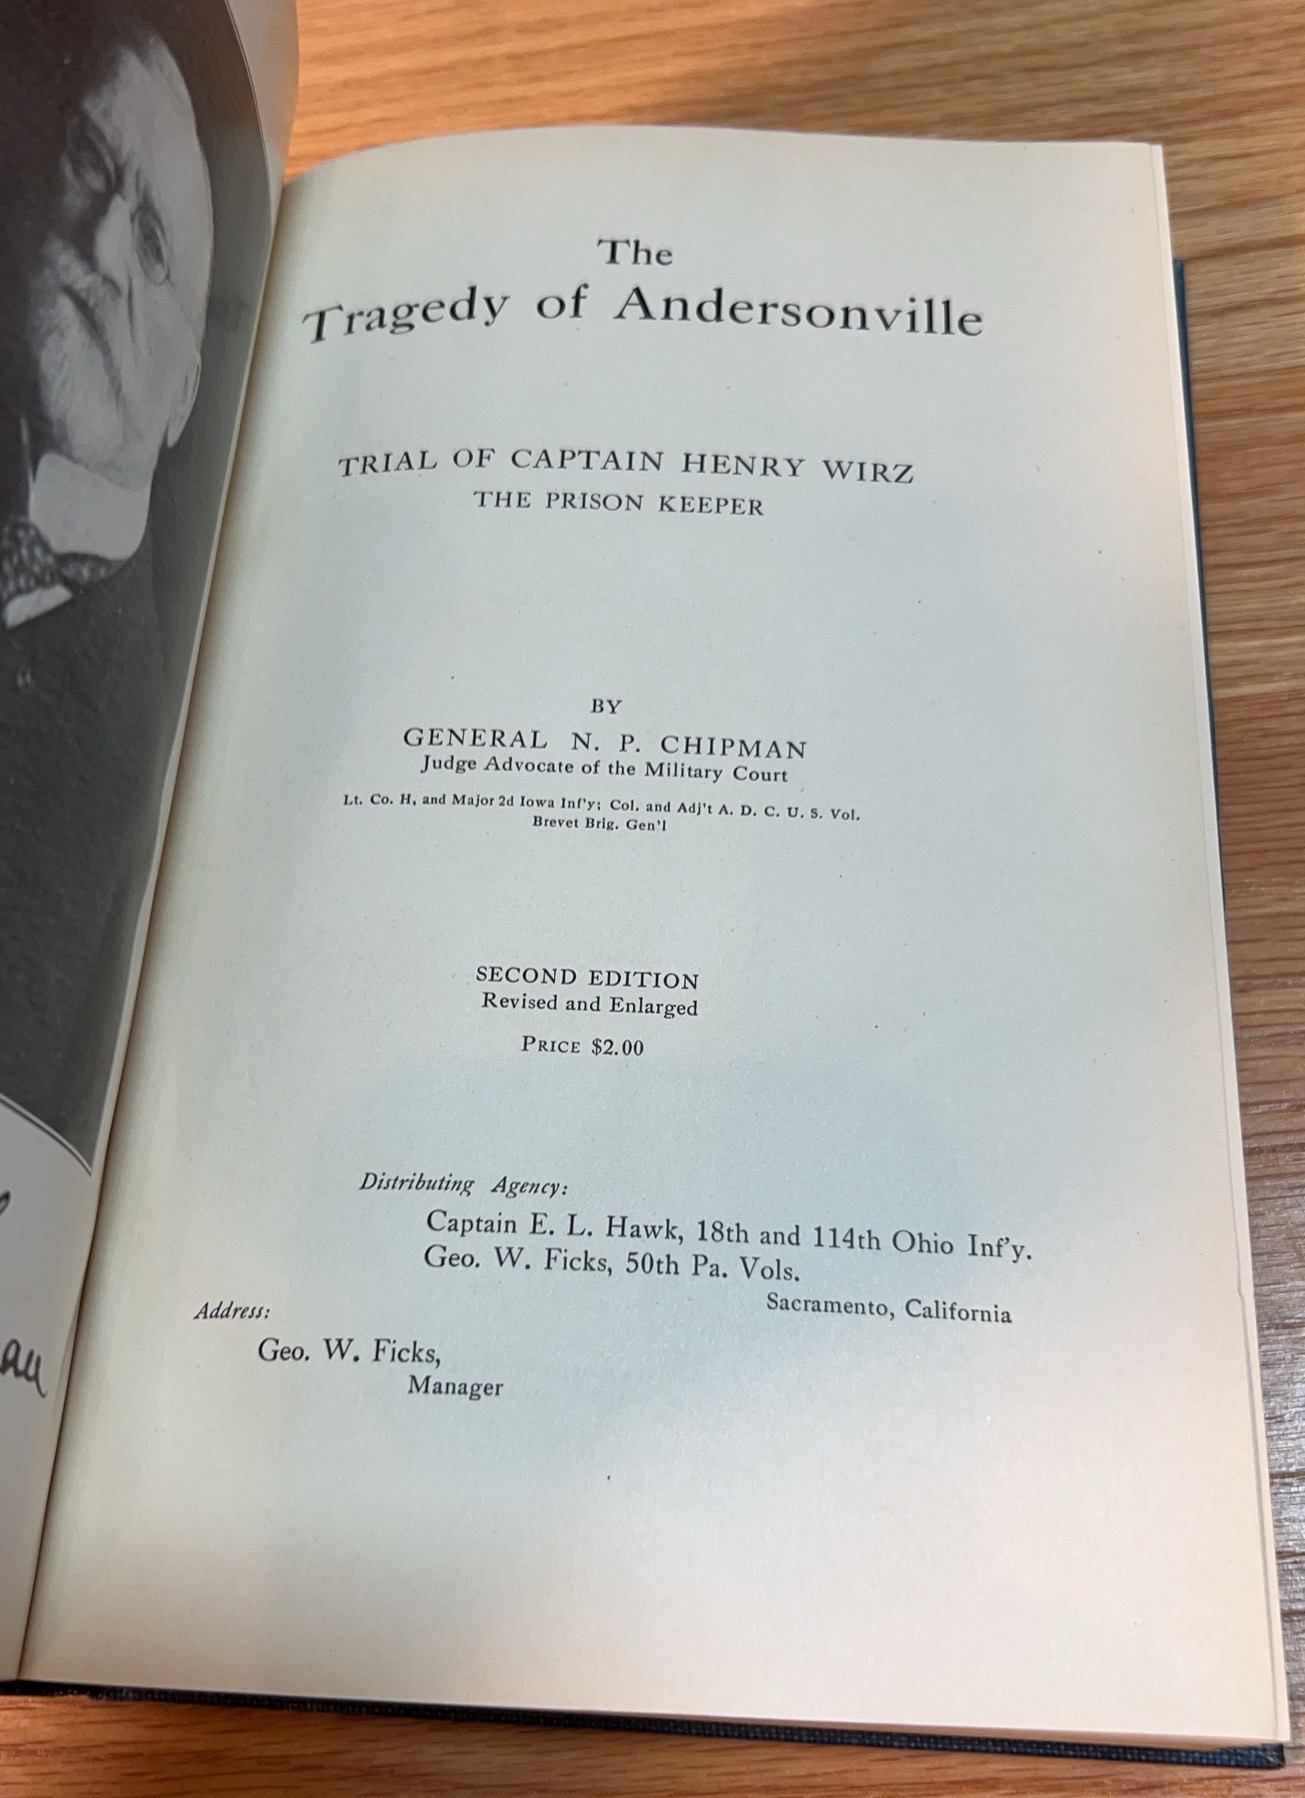 The
Tragedy of Andersonville
TRIAL OF CAPTAIN HENRY WIRZ
THE PRISON KEEPER
BY
GENERAL N. P. CHIPMAN
Judge Advocate of the Military Court
Lt. Co. H, and Major 2d Iowa Inf'y; Col. and Adj't A. D. C. U. S. Vol.
Brevet Brig. Gen'l
SECOND EDITION
Revised and Enlarged
PRICE $2.00
Distributing Agency:
Captain E. L. Hawk, 18th and 114th Ohio Inf'y.
Geo. W. Ficks, 50th Pa. Vols.
Sacramento, California
Address:
Geo. W. Ficks,
Manager